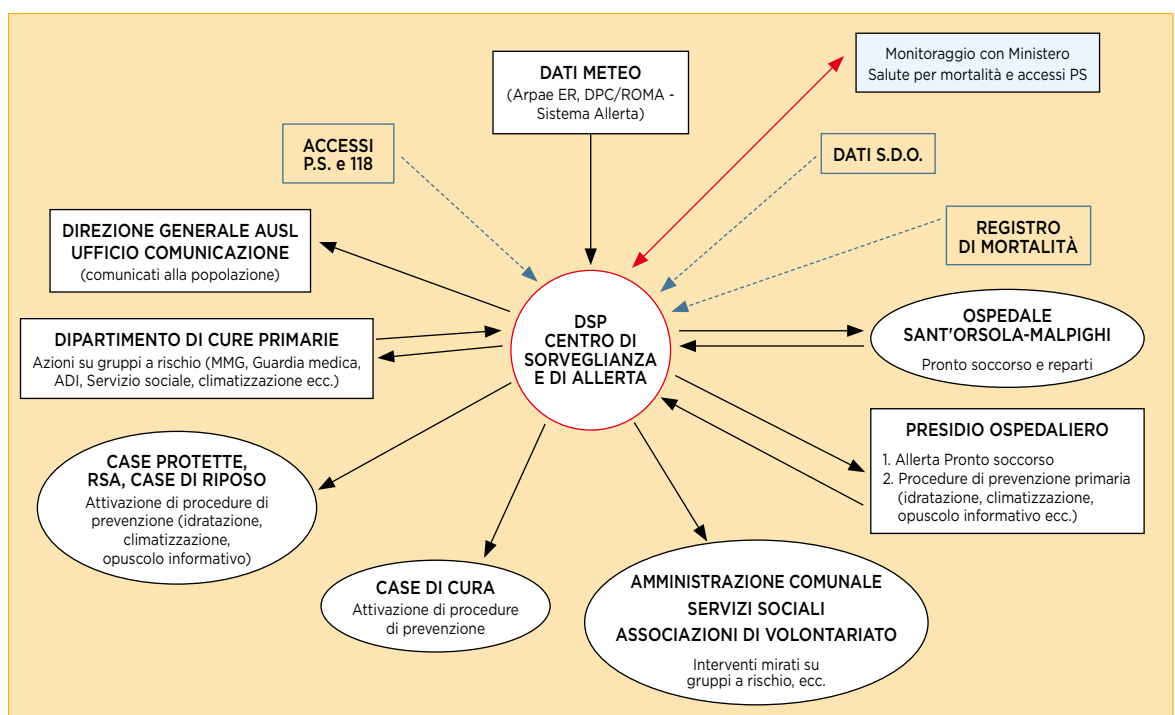 DATI METEO
(Arpae ER, DPC/ROMA -
Sistema Allerta)
Monitoraggio con Ministero
Salute per mortalità e accessi PS
ACCESSI
P.S. e 118
DATI S.D.O.
REGISTRO
DI MORTALITÀ
DIREZIONE GENERALE AUSL
UFFICIO COMUNICAZIONE
(comunicati alla popolazione)
DIPARTIMENTO DI CURE PRIMARIE
Azioni su gruppi a rischio (MMG, Guardia medica,
ADI, Servizio sociale, climatizzazione ecc.)
DSP
CENTRO DI
SORVEGLIANZA
E DI ALLERTA
OSPEDALE
SANT'ORSOLA-MALPIGHI
Pronto soccorso e reparti
PRESIDIO OSPEDALIERO
1. Allerta Pronto soccorso
2. Procedure di prevenzione primaria
(idratazione, climatizzazione,
opuscolo informativo ecc.)
CASE PROTETTE,
RSA, CASE DI RIPOSO
Attivazione di procedure di
prevenzione (idratazione,
climatizzazione,
opuscolo informativo)
CASE DI CURA
Attivazione di procedure
di prevenzione
AMMINISTRAZIONE COMUNALE
SERVIZI SOCIALI
ASSOCIAZIONI DI VOLONTARIATO
Interventi mirati su
gruppi a rischio, ecc.